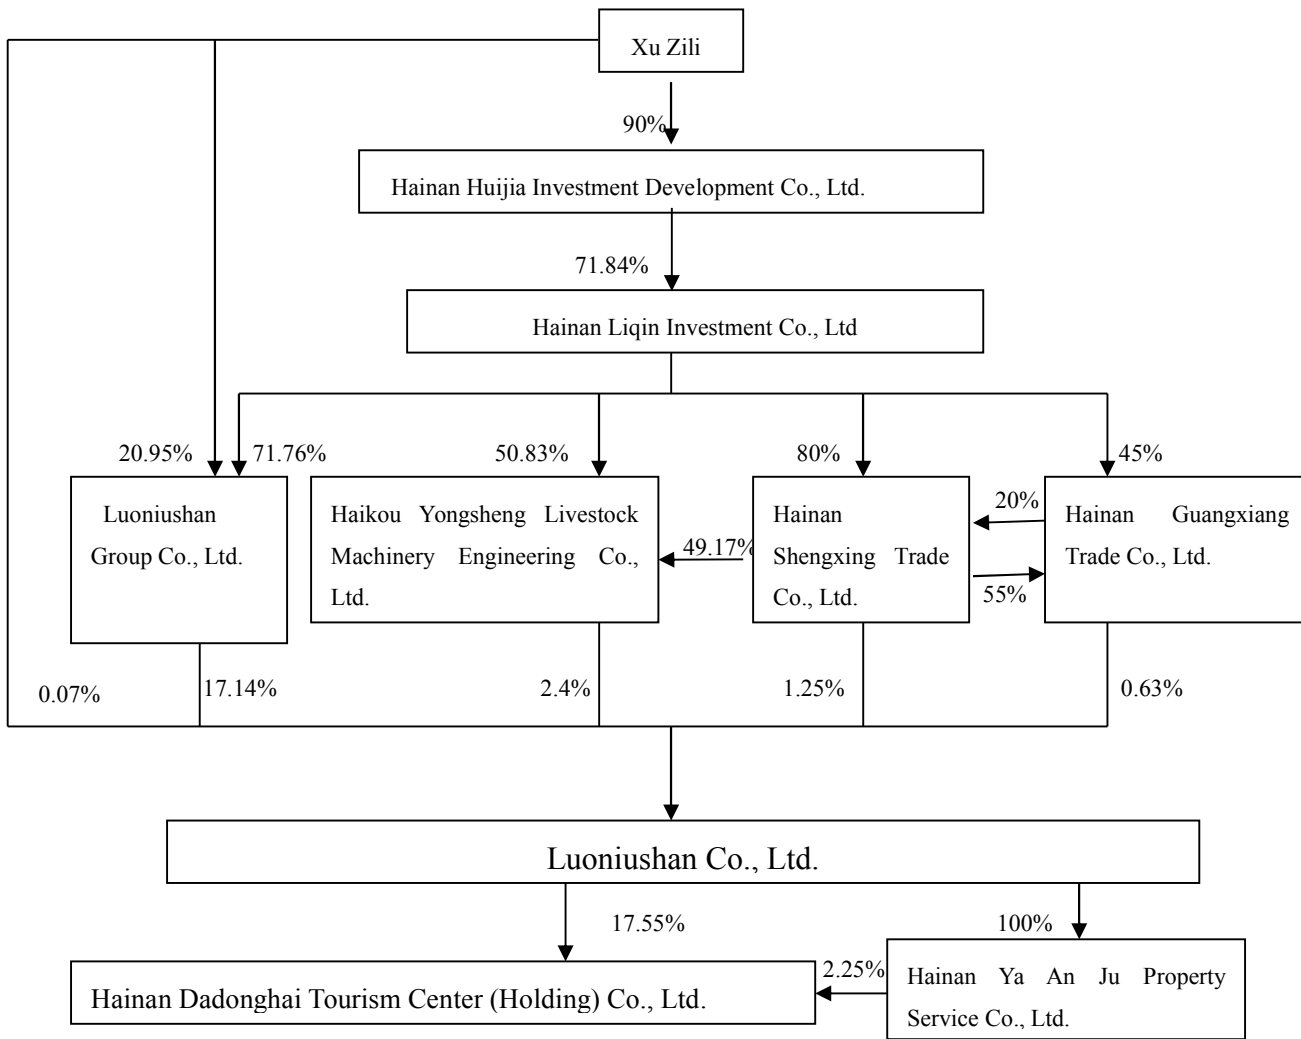 Xu Zili
90%
Hainan Huijia Investment Development Co., Ltd.
71.84%
Hainan Liqin Investment Co., Ltd
20.95%
71.76%
50.83%
80%
45%
Luoniushan
Group Co., Ltd.
Haikou Yongsheng Livestock
Machinery Engineering Co.,
Ltd.
49.17%
Hainan
Shengxing Trade
Co., Ltd.
20%
55%
Hainan Guangxiang
Trade Co., Ltd.
0.07%
17.14%
2.4%
1.25%
0.63%
Luoniushan Co., Ltd.
17.55%
100%
Hainan Dadonghai Tourism Center (Holding) Co., Ltd.
2.25%
Hainan Ya An Ju Property
Service Co., Ltd.